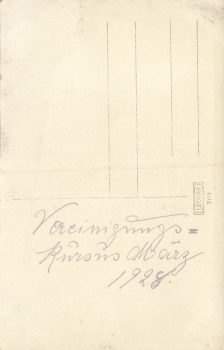 Vereinigungs=
Kursus März
1928.